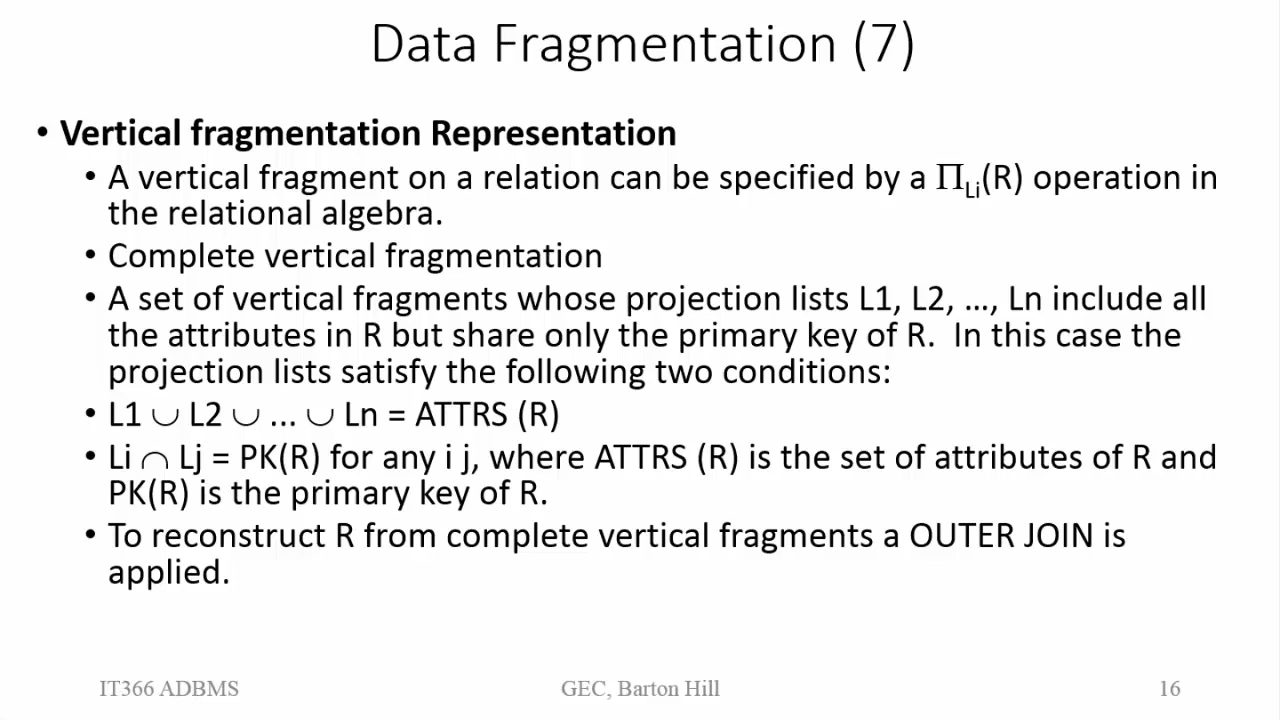 Data Fragmentation (7)
• Vertical fragmentation Representation
• A vertical fragment on a relation can be specified by a ΠLi(R) operation in
the relational algebra.
• Complete vertical fragmentation
• A set of vertical fragments whose projection lists L1, L2, …, Ln include all
the attributes in R but share only the primary key of R.  In this case the
projection lists satisfy the following two conditions:
• L1 ∪ L2 ∪ ... ∪ Ln = ATTRS (R)
• Li ∩ Lj = PK(R) for any i j, where ATTRS (R) is the set of attributes of R and
PK(R) is the primary key of R.
• To reconstruct R from complete vertical fragments a OUTER JOIN is
applied.
IT366 ADBMS
GEC, Barton Hill
16